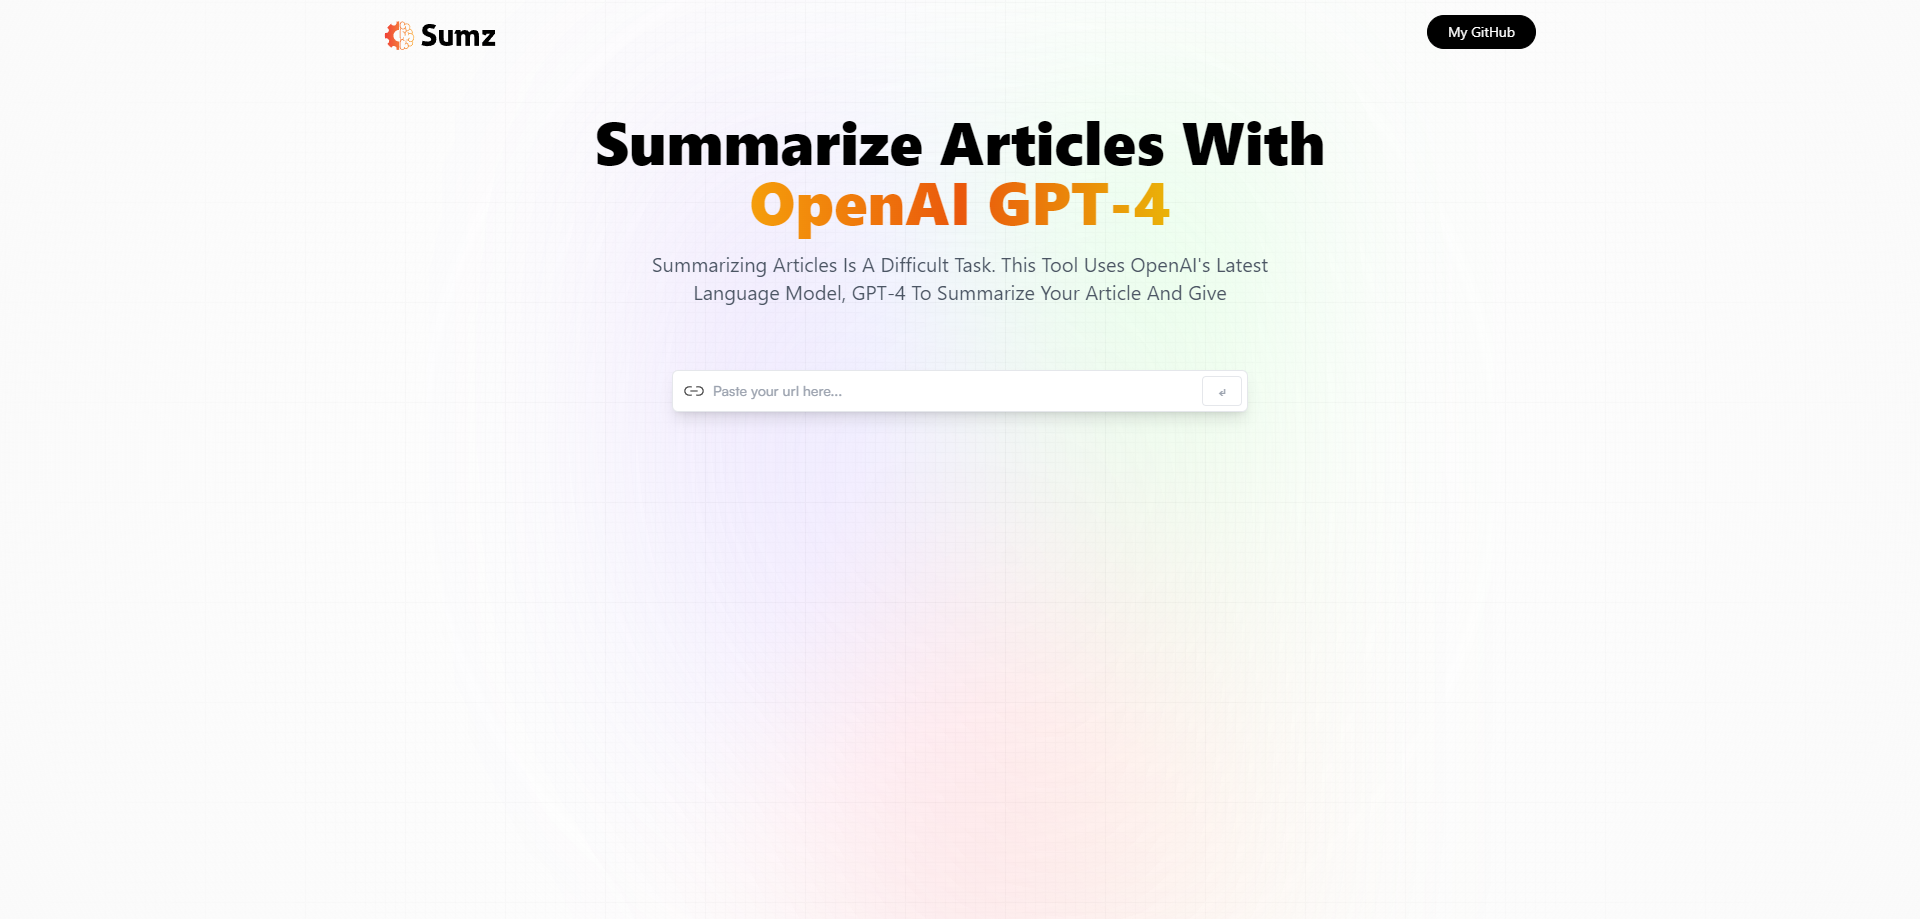 Sumz
My GitHub
Summarize Articles With
OpenAI GPT-4
Summarizing Articles Is A Difficult Task. This Tool Uses OpenAI's Latest
Language Model, GPT-4 To Summarize Your Article And Give
Paste your url here...
↵